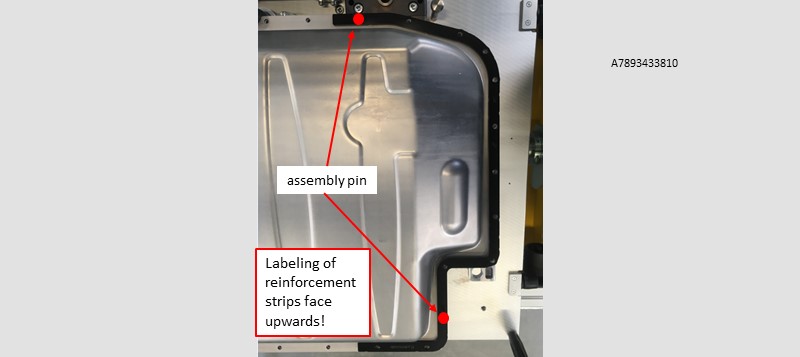 A7893433810
assembly pin
Labeling of
reinforcement
strips face
upwards!